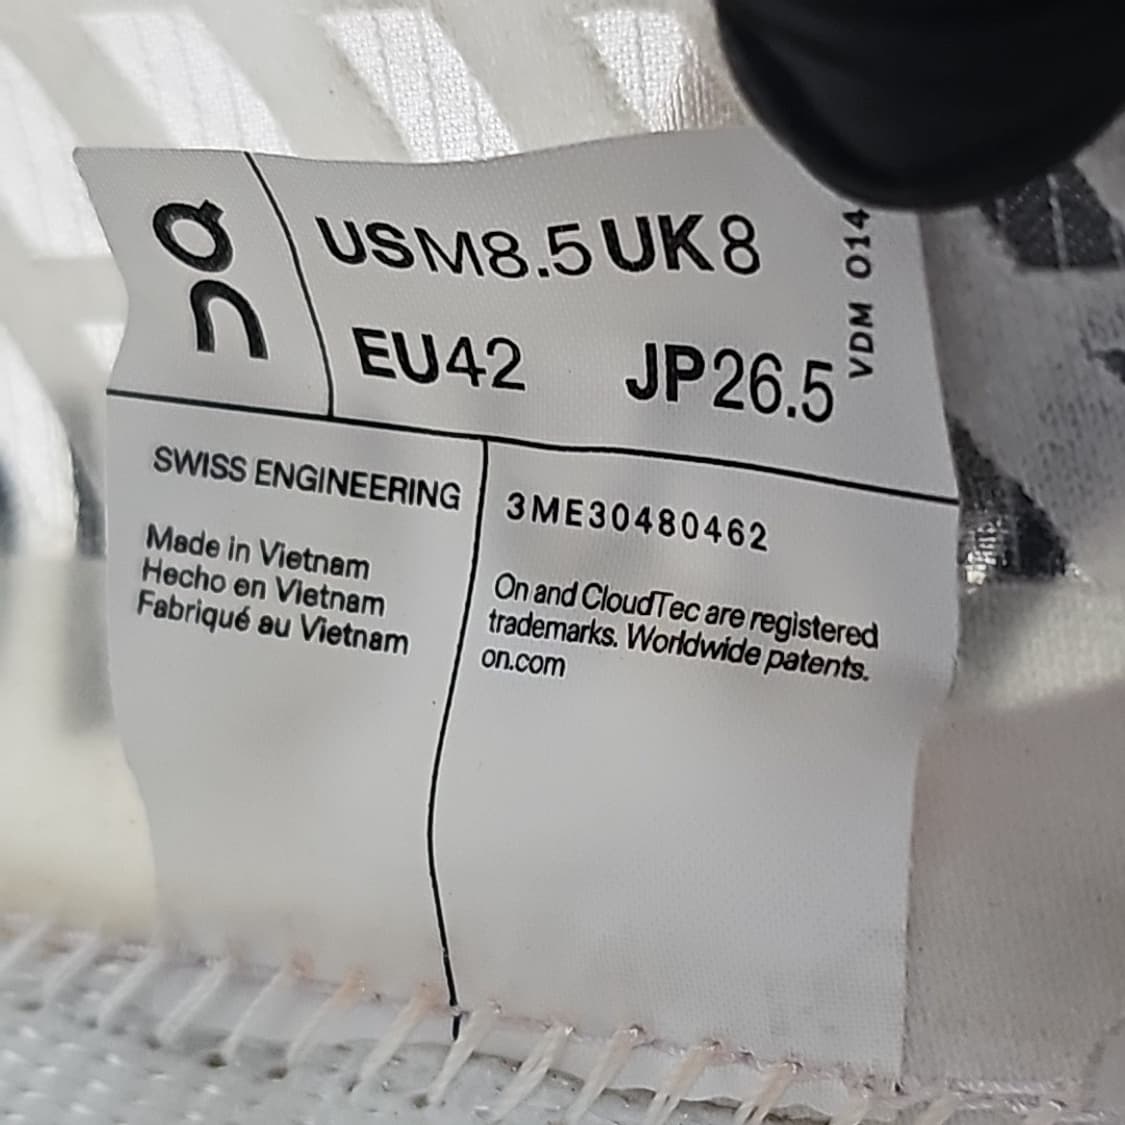 On
USM8.5 UK8
EU42 JP26.5
VDM 014
SWISS ENGINEERING
Made in Vietnam
Hecho en Vietnam
Fabriqué au Vietnam
3ME30480462
On and CloudTec are registered
trademarks. Worldwide patents.
on.com